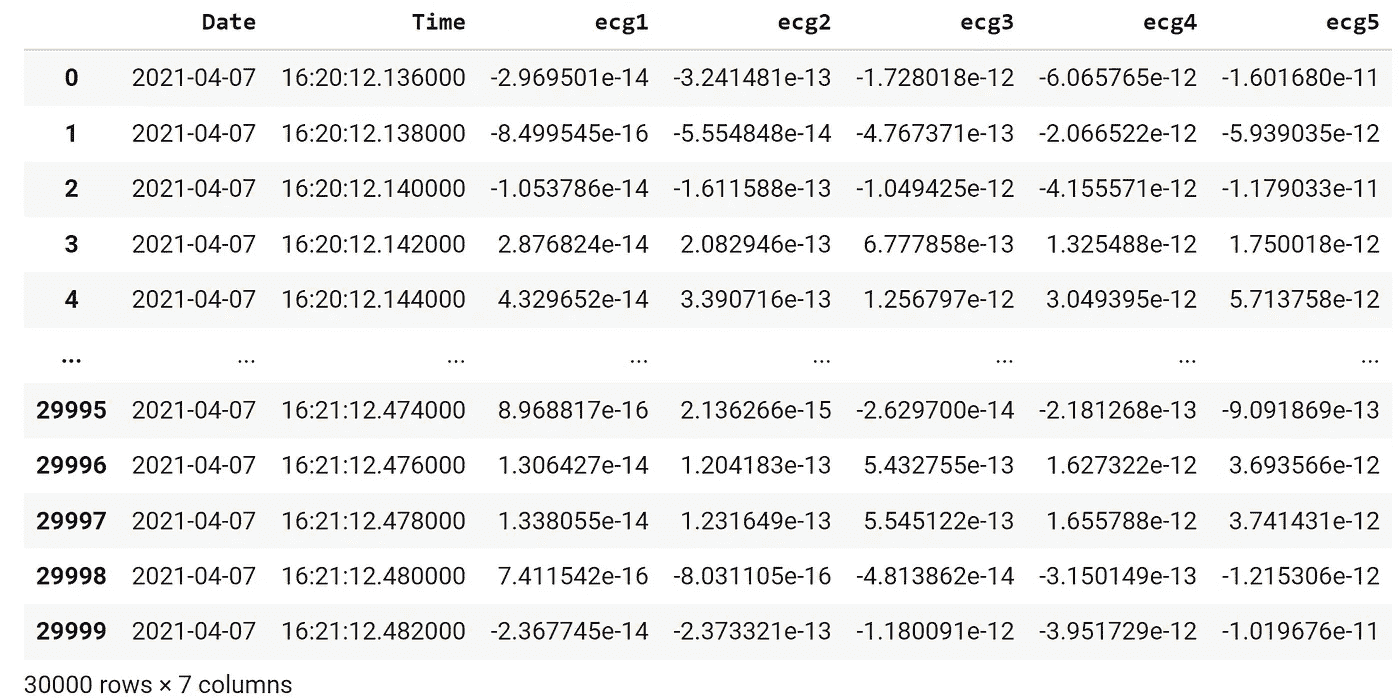 Date Time ecg1 ecg2 ecg3 ecg4 ecg5
0 2021-04-07 16:20:12.136000 -2.969501e-14 -3.241481e-13 -1.728018e-12 -6.065765e-12 -1.601680e-11
1 2021-04-07 16:20:12.138000 -8.499545e-16 -5.554848e-14 -4.767371e-13 -2.066522e-12 -5.939035e-12
2 2021-04-07 16:20:12.140000 -1.053786e-14 -1.611588e-13 -1.049425e-12 -4.155571e-12 -1.179033e-11
3 2021-04-07 16:20:12.142000 2.876824e-14 2.082946e-13 6.777858e-13 1.325488e-12 1.750018e-12
4 2021-04-07 16:20:12.144000 4.329652e-14 3.390716e-13 1.256797e-12 3.049395e-12 5.713758e-12
... ... ... ... ... ... ... ...
29995 2021-04-07 16:21:12.474000 8.968817e-16 2.136266e-15 -2.629700e-14 -2.181268e-13 -9.091869e-13
29996 2021-04-07 16:21:12.476000 1.306427e-14 1.204183e-13 5.432755e-13 1.627322e-12 3.693566e-12
29997 2021-04-07 16:21:12.478000 1.338055e-14 1.231649e-13 5.545122e-13 1.655788e-12 3.741431e-12
29998 2021-04-07 16:21:12.480000 7.411542e-16 -8.031105e-16 -4.813862e-14 -3.150149e-13 -1.215306e-12
29999 2021-04-07 16:21:12.482000 -2.367745e-14 -2.373321e-13 -1.180091e-12 -3.951729e-12 -1.019676e-11
30000 rows × 7 columns